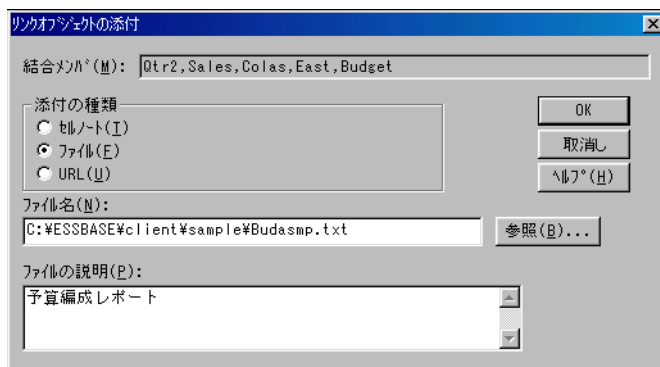 リンクオブジェクトの添付
結合メンバ(M): Qtr2,Sales,Colas,East,Budget
添付の種類
セルノート(T)
ファイル(F)
URL(U)
OK
取消し
ヘルプ(H)
ファイル名(N):
C:¥ESSBASE¥client¥sample¥Budasmp.txt
参照(B)...
ファイルの説明(P):
予算編成レポート